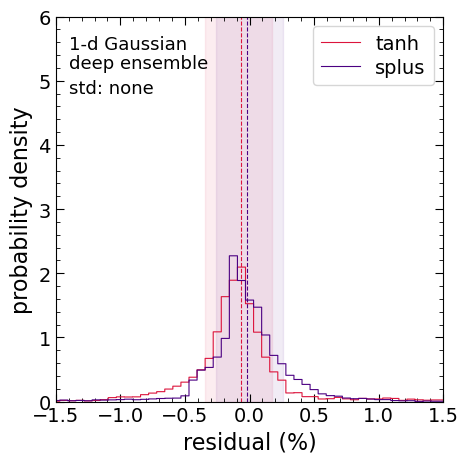 1-d Gaussian
deep ensemble
std: none
tanh
splus
probability density
6
5
4
3
2
1
0
−1.5 −1.0 −0.5 0.0 0.5 1.0 1.5
residual (%)